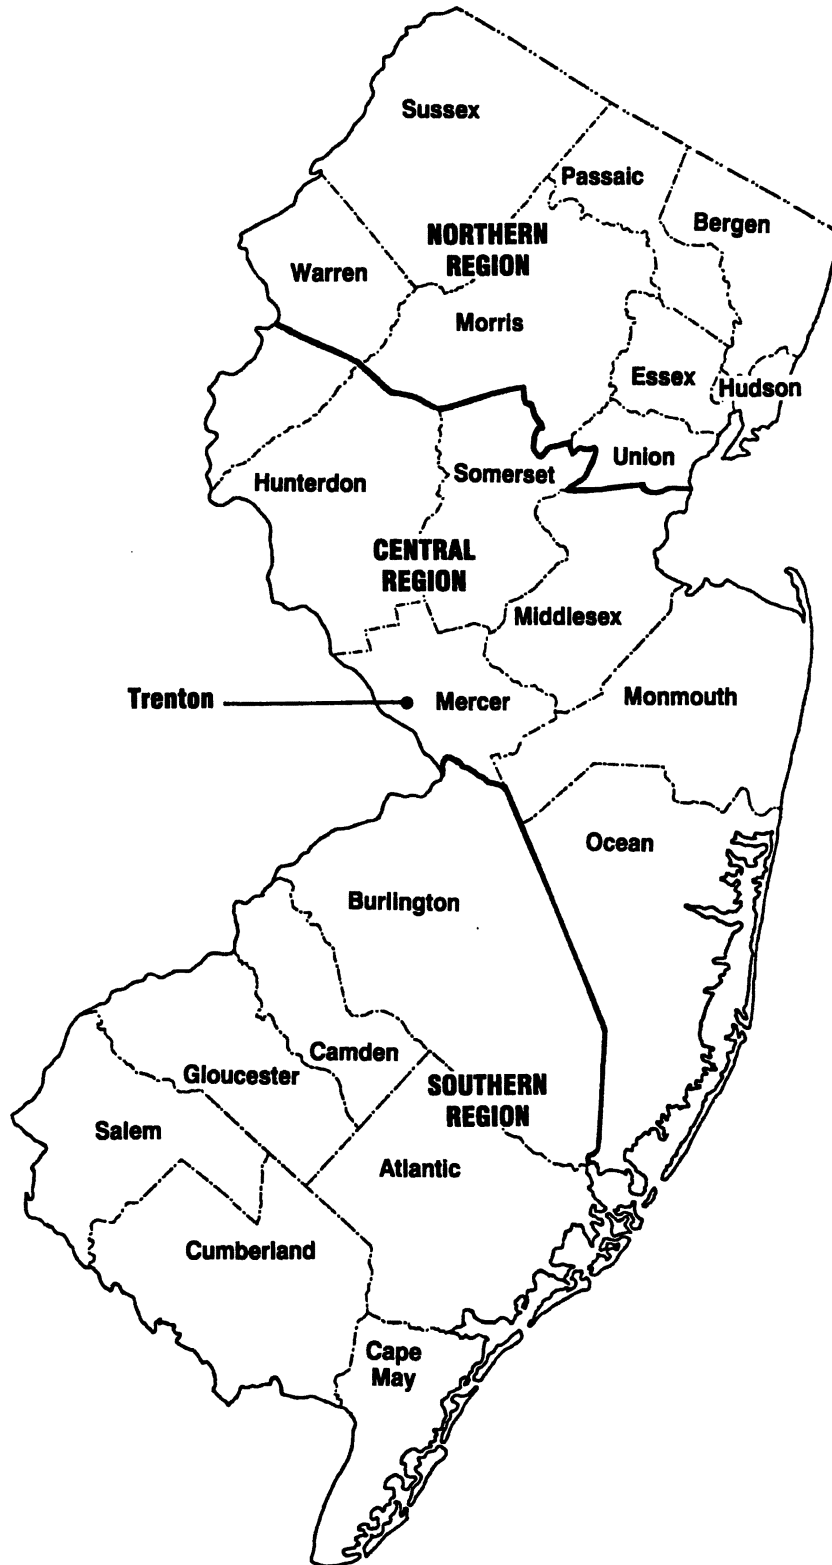 Sussex
Passaic
Bergen
NORTHERN
REGION
Warren
Morris
Essex
Hudson
Union
Somerset
Hunterdon
CENTRAL
REGION
Middlesex
Trenton
Mercer
Monmouth
Ocean
Burlington
Camden
Gloucester
SOUTHERN
REGION
Salem
Atlantic
Cumberland
Cape
May